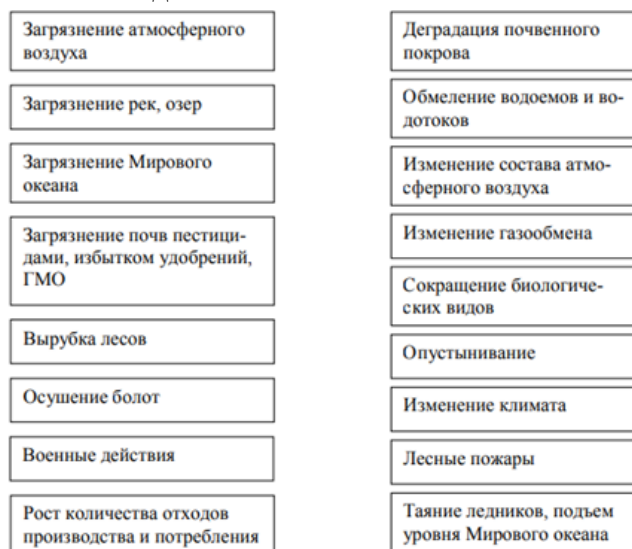 Загрязнение атмосферного
воздуха
Загрязнение рек, озер
Загрязнение Мирового
океана
Загрязнение почв пестици-
дами, избытком удобрений,
ГМО
Вырубка лесов
Осушение болот
Военные действия
Рост количества отходов
производства и потребления
Деградация почвенного
покрова
Обмеление водоемов и во-
дотоков
Изменение состава атмо-
сферного воздуха
Изменение газообмена
Сокращение биологиче-
ских видов
Опустынивание
Изменение климата
Лесные пожары
Таяние ледников, подъем
уровня Мирового океана